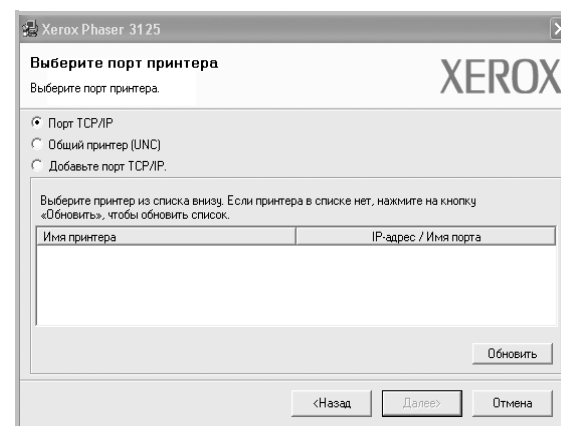 Xerox Phaser 3125
Выберите порт принтера
Выберите порт принтера.
XEROX
Порт TCP/IP
Общий принтер (UNC)
Добавьте порт TCP/IP.
Выберите принтер из списка внизу. Если принтера в списке нет, нажмите на кнопку
«Обновить», чтобы обновить список.
Имя принтера IP-адрес / Имя порта
Обновить
<Назад Далее> Отмена